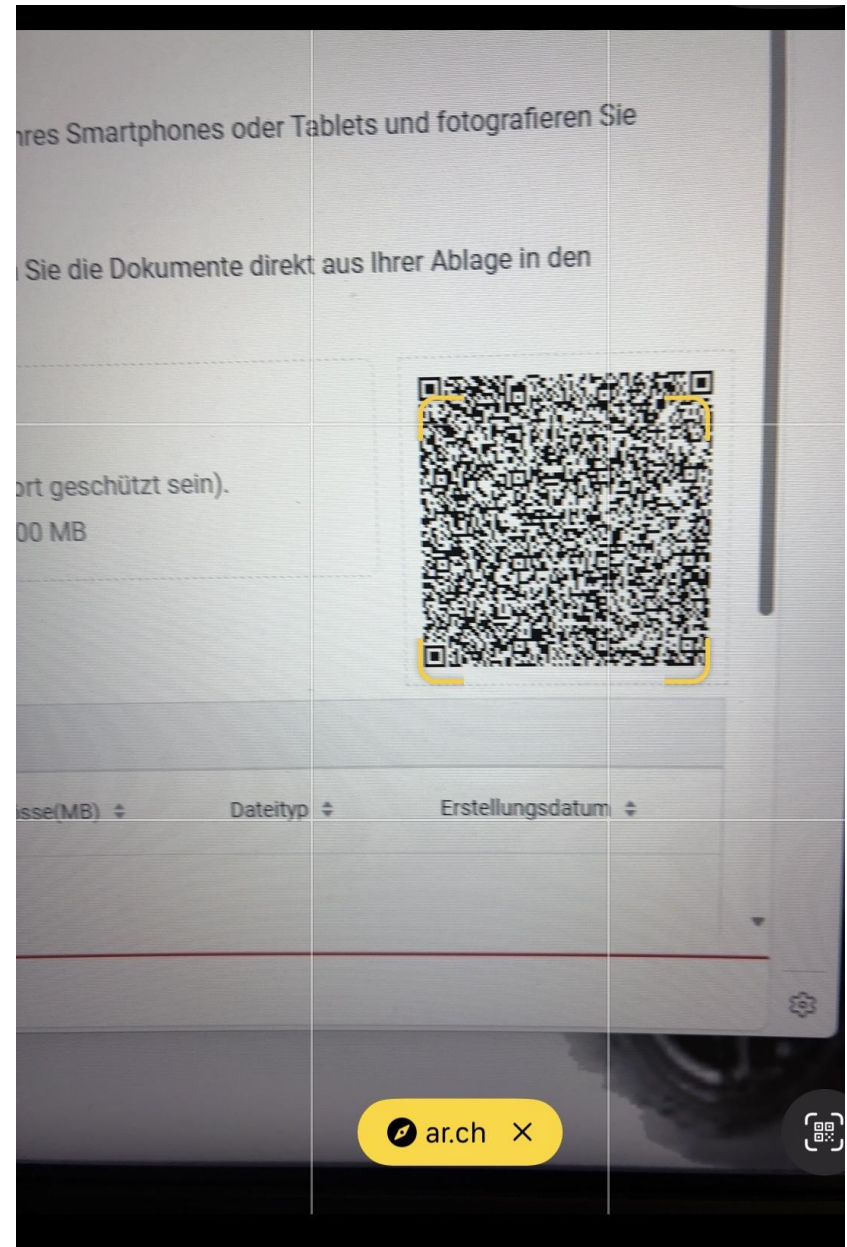 Ihres Smartphones oder Tablets und fotografieren Sie
Sie die Dokumente direkt aus Ihrer Ablage in den
ort geschützt sein).
00 MB
sse(MB)
Dateityp
Erstellungsdatum
ar.ch